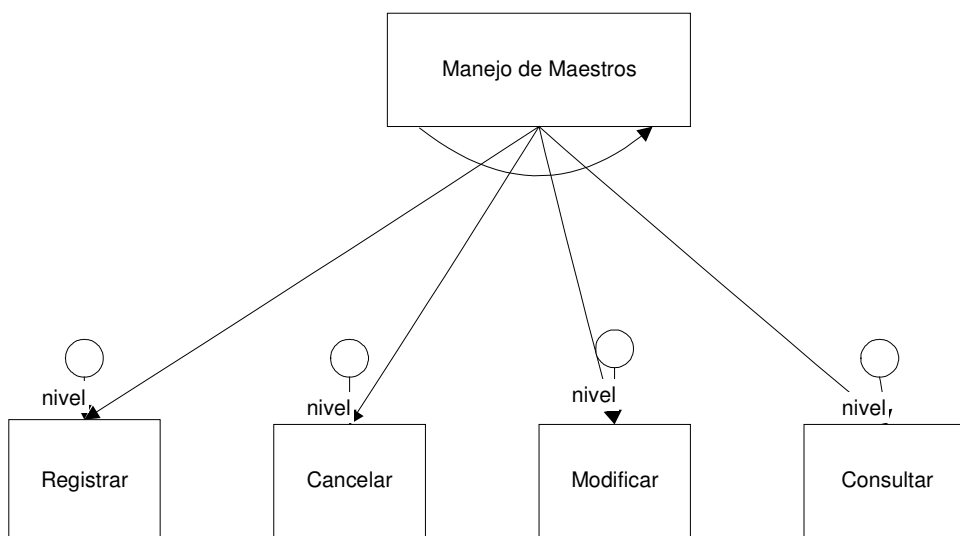 Manejo de Maestros
nivel
nivel
nivel
nivel
Registrar
Cancelar
Modificar
Consultar